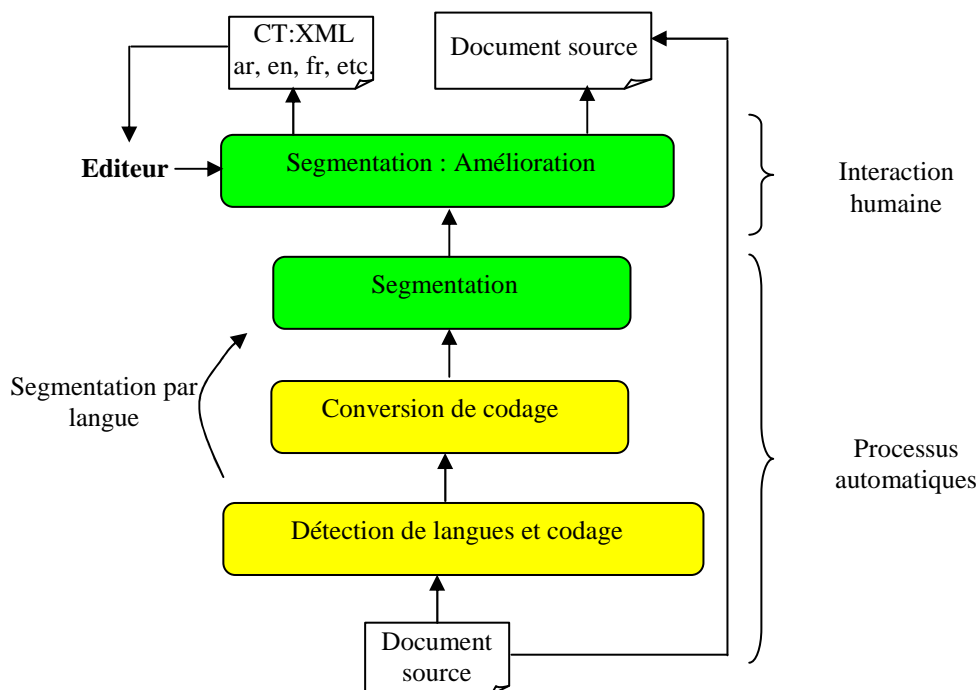 CT:XML
ar, en, fr, etc.
Document source
Editeur
Segmentation : Amélioration
Interaction
humaine
Segmentation
Segmentation par
langue
Conversion de codage
Processus
automatiques
Détection de langues et codage
Document
source